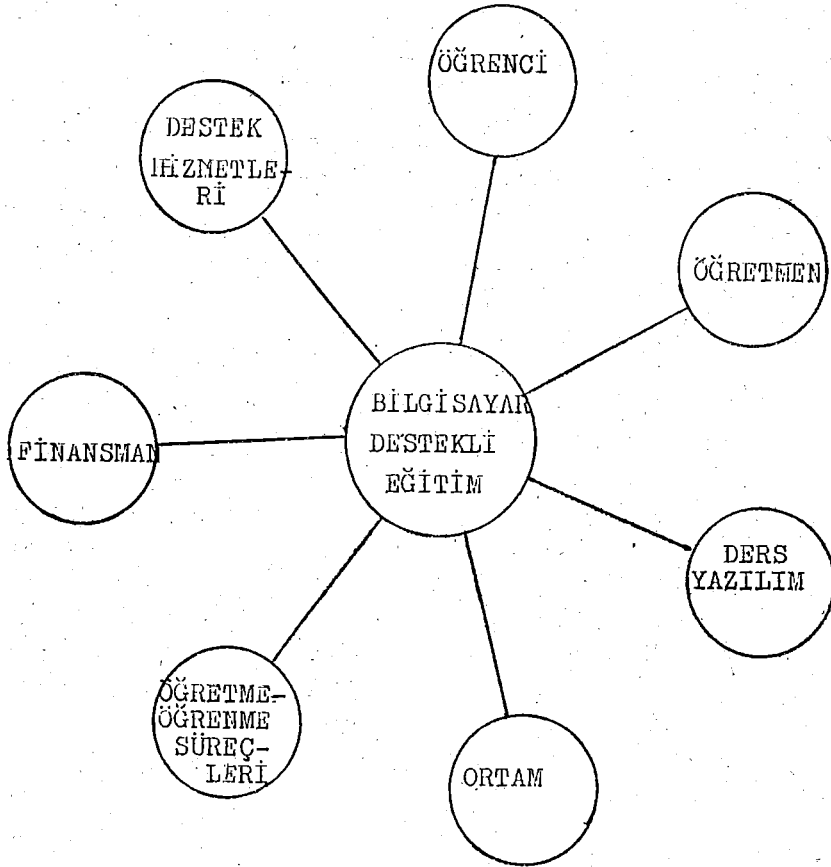 ÖĞRENCİ
DESTEK
HİZMETLE-
Rİ
ÖĞRETMEN
BİLGİSAYAR
DESTEKLİ
EĞİTİM
FİNANSMAN
DERS
YAZILIM
ÖĞRETME-
ÖĞRENME
SÜREÇ-
LERİ
ORTAM